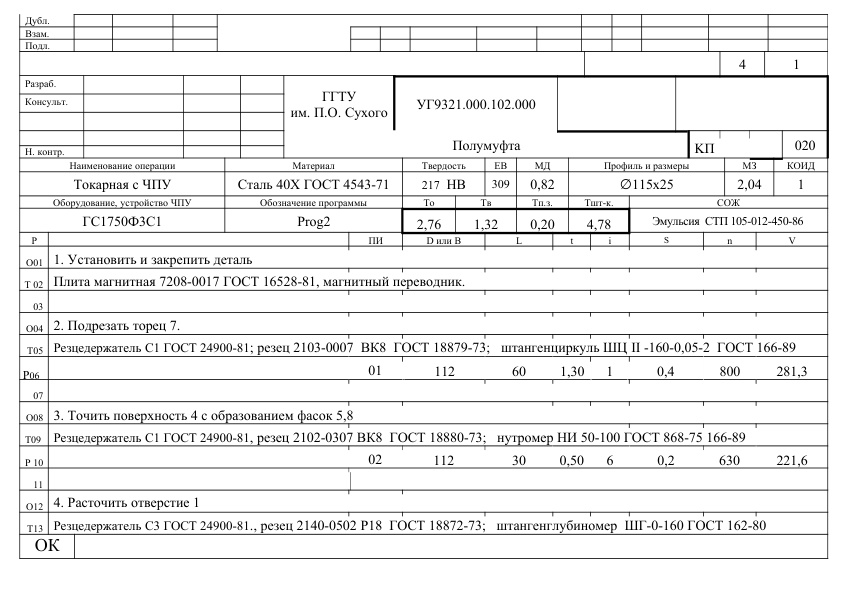 Дубл.
Взам.
Подл.
4 1
Разраб.
Консульт.
ГГТУ
им. П.О. Сухого
УГ9321.000.102.000
Н. контр.
Полумуфта
КП
020
Наименование операции Материал Твердость ЕВ МД Профиль и размеры МЗ КОИД
Токарная с ЧПУ Сталь 40Х ГОСТ 4543-71 217 НВ 309 0,82 ∅115х25 2,04 1
Оборудование, устройство ЧПУ Обозначение программы То Тв Тп.з. Тшт-к. СОЖ
ГС1750Ф3С1 Prog2 2,76 1,32 0,20 4,78 Эмульсия СТП 105-012-450-86
Р ПИ D или В L t i S n V
О01 1. Установить и закрепить деталь
Т 02 Плита магнитная 7208-0017 ГОСТ 16528-81, магнитный переводник.
03
О04 2. Подрезать торец 7.
Т05 Резцедержатель С1 ГОСТ 24900-81; резец 2103-0007 ВК8 ГОСТ 18879-73; штангенциркуль ШЦ II -160-0,05-2 ГОСТ 166-89
Р06 01 112 60 1,30 1 0,4 800 281,3
07
О08 3. Точить поверхность 4 с образованием фасок 5,8
Т09 Резцедержатель С1 ГОСТ 24900-81, резец 2102-0307 ВК8 ГОСТ 18880-73; нутромер НИ 50-100 ГОСТ 868-75 166-89
Р 10 02 112 30 0,50 6 0,2 630 221,6
11
О12 4. Расточить отверстие 1
Т13 Резцедержатель С3 ГОСТ 24900-81., резец 2140-0502 Р18 ГОСТ 18872-73; штангенглубиномер ШГ-0-160 ГОСТ 162-80
ОК